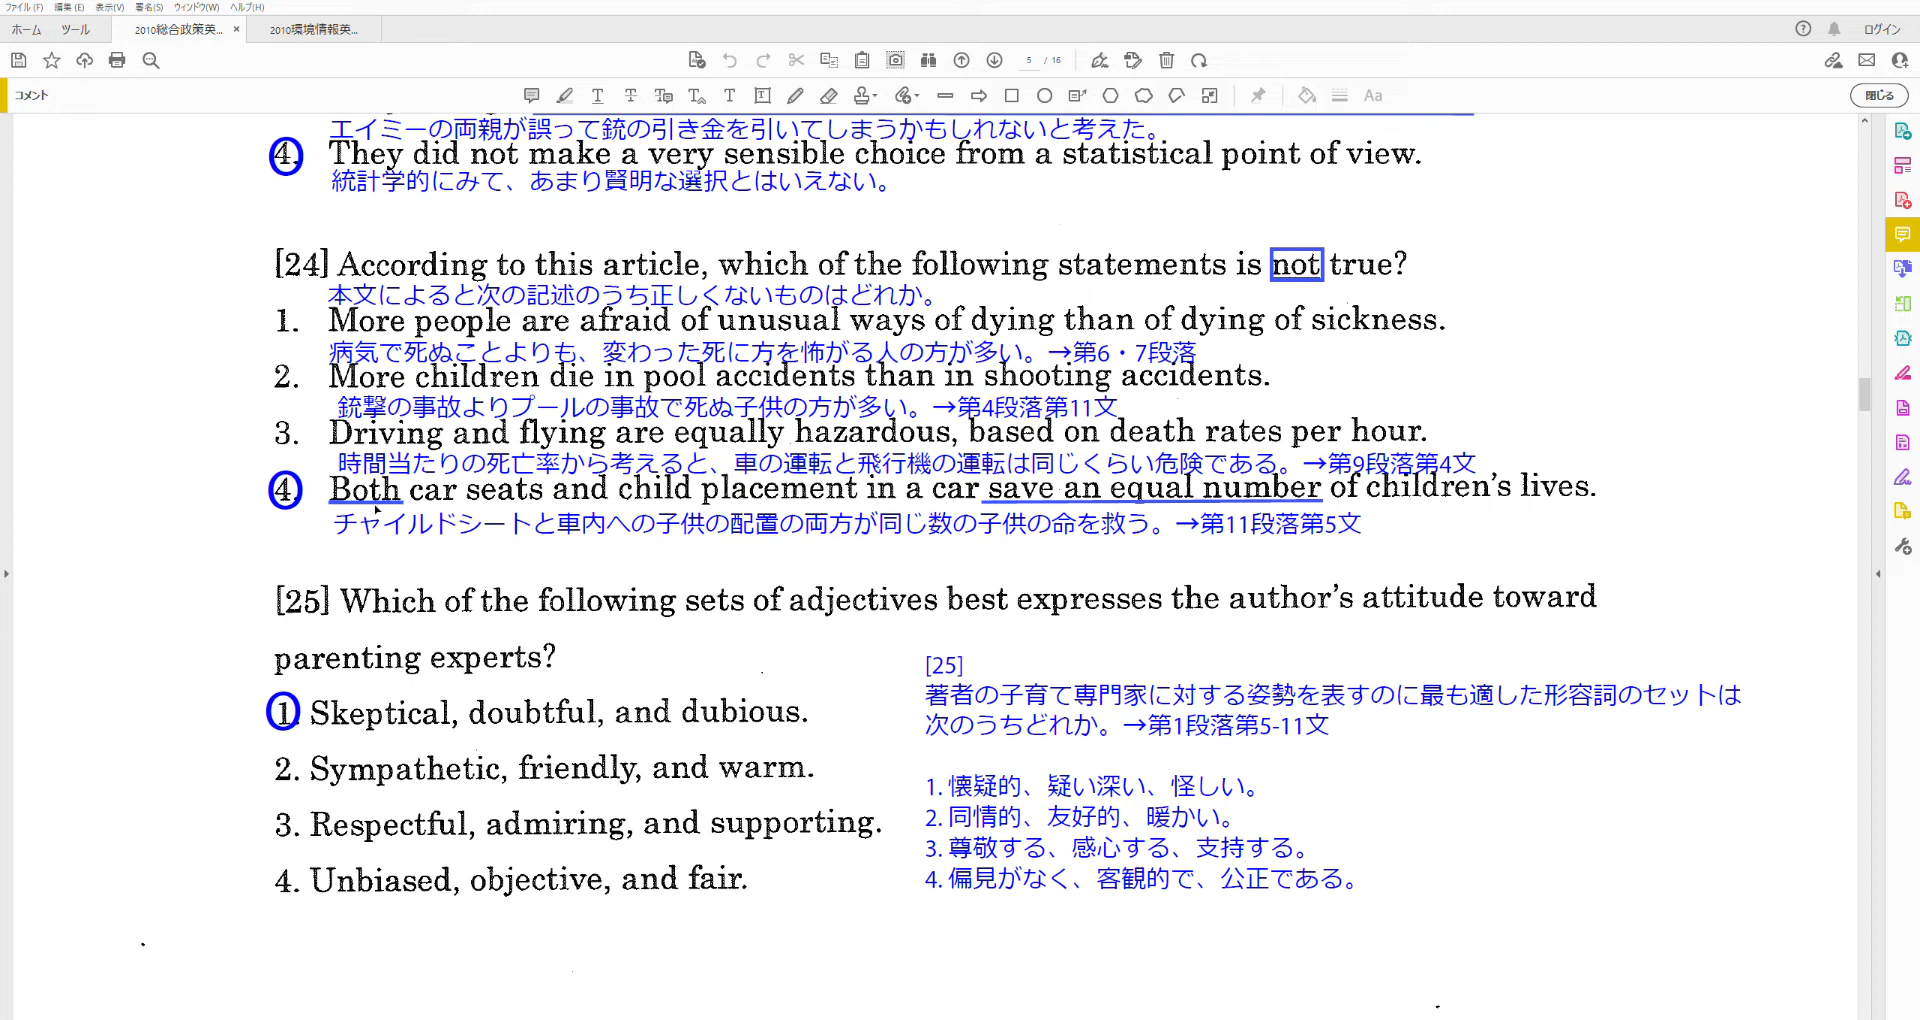 ファイル(F) 編集(E) 表示(V) 署名(S) ウィンドウ(W) ヘルプ(H)
ホーム ツール 2010総合政策英... × 2010環境情報英... ログイン
5 / 16
コメント 閉じる
エイミーの両親が誤って銃の引き金を引いてしまうかもしれないと考えた。
4. They did not make a very sensible choice from a statistical point of view.
統計学的にみて、あまり賢明な選択とはいえない。
[24] According to this article, which of the following statements is not true?
本文によると次の記述のうち正しくないものはどれか。
1. More people are afraid of unusual ways of dying than of dying of sickness.
病気で死ぬことよりも、変わった死に方を怖がる人の方が多い。→第6・7段落
2. More children die in pool accidents than in shooting accidents.
銃撃の事故よりプールの事故で死ぬ子供の方が多い。→第4段落第11文
3. Driving and flying are equally hazardous, based on death rates per hour.
時間当たりの死亡率から考えると、車の運転と飛行機の運転は同じくらい危険である。→第9段落第4文
4. Both car seats and child placement in a car save an equal number of children's lives.
チャイルドシートと車内への子供の配置の両方が同じ数の子供の命を救う。→第11段落第5文
[25] Which of the following sets of adjectives best expresses the author's attitude toward
parenting experts?
1. Skeptical, doubtful, and dubious.
2. Sympathetic, friendly, and warm.
3. Respectful, admiring, and supporting.
4. Unbiased, objective, and fair.
[25]
著者の子育て専門家に対する姿勢を表すのに最も適した形容詞のセットは
次のうちどれか。→第1段落第5-11文
1. 懐疑的、疑い深い、怪しい。
2. 同情的、友好的、暖かい。
3. 尊敬する、感心する、支持する。
4. 偏見がなく、客観的で、公正である。